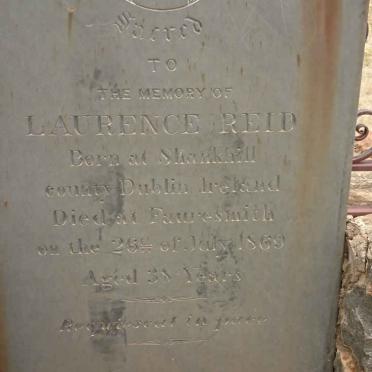 Sacred
TO
THE MEMORY OF
LAURENCE REID
Born at Shankhill
county Dublin Ireland
Died at Fauresmith
on the 26th of July 1869
Aged 38 Years
Requiescat in pace